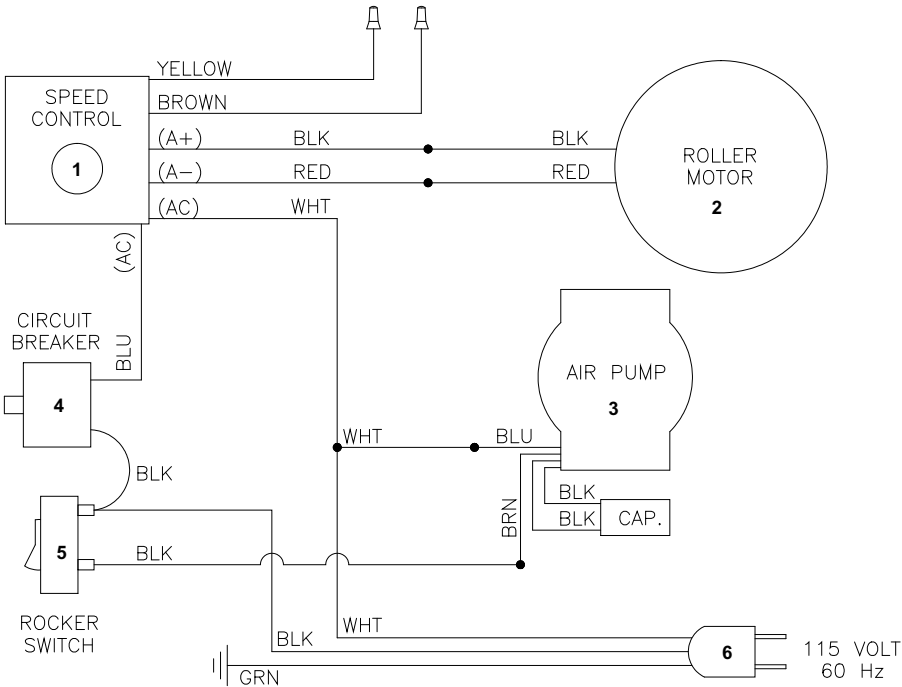 YELLOW
BROWN
SPEED
CONTROL
1
(A+)
BLK
BLK
(A−)
RED
RED
(AC)
WHT
ROLLER
MOTOR
2
(AC)
BLU
CIRCUIT
BREAKER
4
AIR PUMP
3
WHT
BLU
BLK
BRN
BLK
BLK
CAP.
5
BLK
ROCKER
SWITCH
WHT
BLK
GRN
6
115 VOLT
60 Hz